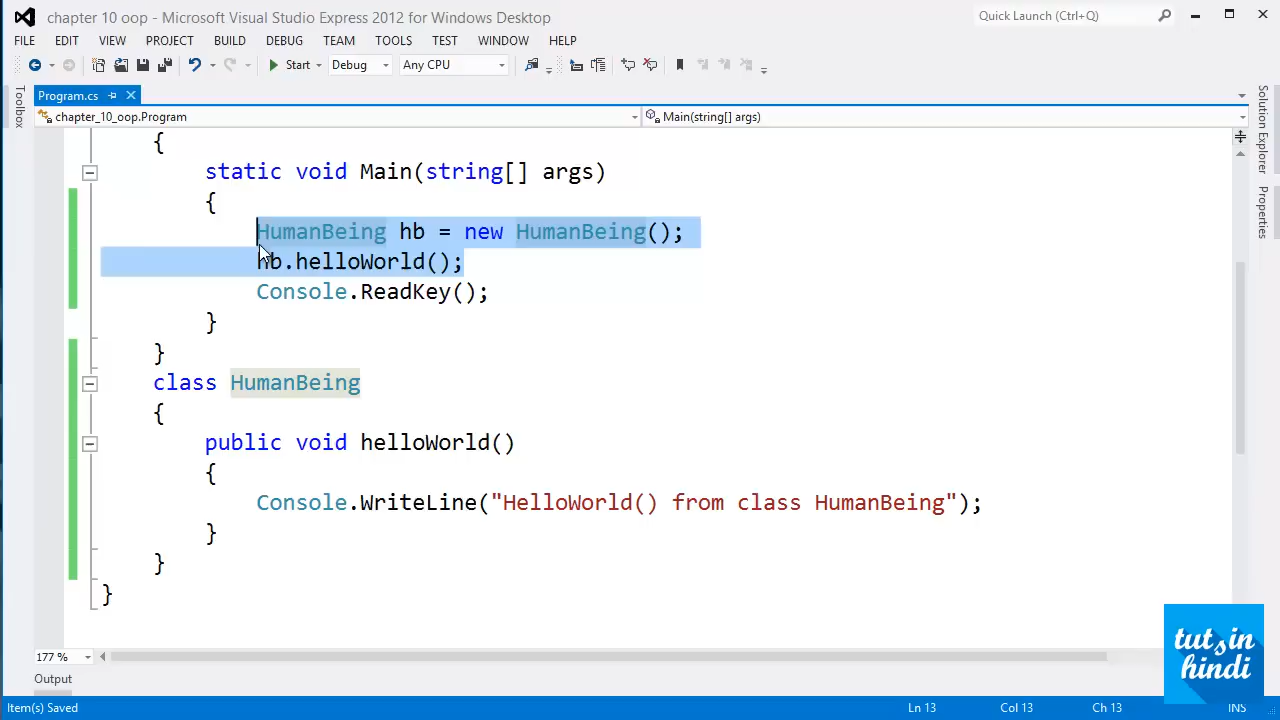 chapter 10 oop - Microsoft Visual Studio Express 2012 for Windows Desktop
Quick Launch (Ctrl+Q)
FILE EDIT VIEW PROJECT BUILD DEBUG TEAM TOOLS TEST WINDOW HELP
Start Debug Any CPU
Toolbox
Program.cs
chapter_10_oop.Program
Main(string[] args)
Solution Explorer
Properties
{
static void Main(string[] args)
{
HumanBeing hb = new HumanBeing();
hb.helloWorld();
Console.ReadKey();
}
}
class HumanBeing
{
public void helloWorld()
{
Console.WriteLine("HelloWorld() from class HumanBeing");
}
}
}
tutsin
hindi
177 %
Output
Item(s) Saved Ln 13 Col 13 Ch 13 INS